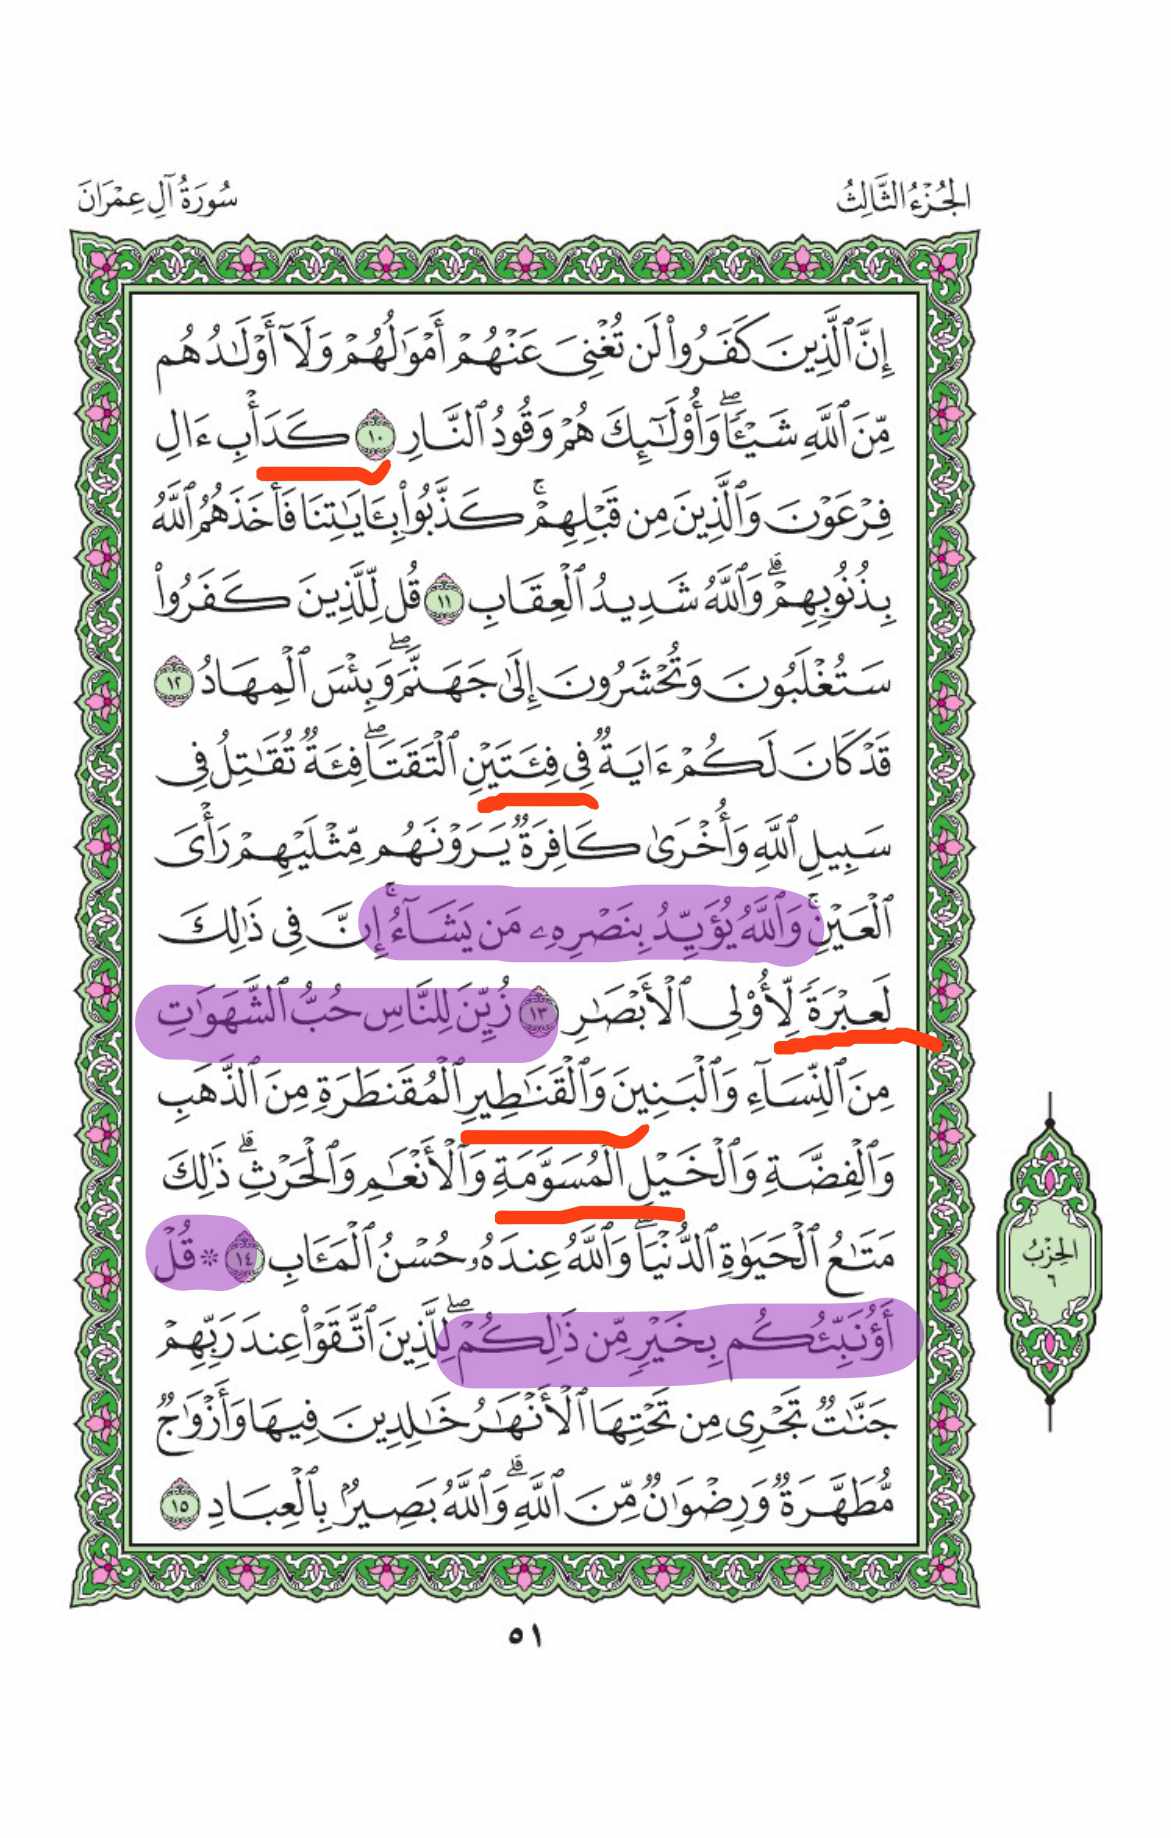 الجُزْءُ الثَّالِثُ
سُورَةُ آلِ عِمْرَانَ
إِنَّ ٱلَّذِينَ كَفَرُواْ لَن تُغْنِىَ عَنْهُمْ أَمْوَٰلُهُمْ وَلَآ أَوْلَٰدُهُم
مِّنَ ٱللَّهِ شَيْـًٔاۖ وَأُوْلَٰٓئِكَ هُمْ وَقُودُ ٱلنَّارِ ١٠ كَدَأْبِ ءَالِ
فِرْعَوْنَ وَٱلَّذِينَ مِن قَبْلِهِمْۚ كَذَّبُواْ بِـَٔايَٰتِنَا فَأَخَذَهُمُ ٱللَّهُ
بِذُنُوبِهِمْۗ وَٱللَّهُ شَدِيدُ ٱلْعِقَابِ ١١ قُل لِّلَّذِينَ كَفَرُواْ
سَتُغْلَبُونَ وَتُحْشَرُونَ إِلَىٰ جَهَنَّمَۖ وَبِئْسَ ٱلْمِهَادُ ١٢
قَدْ كَانَ لَكُمْ ءَايَةٌ فِى فِئَتَيْنِ ٱلْتَقَتَاۖ فِئَةٌ تُقَٰتِلُ فِى
سَبِيلِ ٱللَّهِ وَأُخْرَىٰ كَافِرَةٌ يَرَوْنَهُم مِّثْلَيْهِمْ رَأْىَ
ٱلْعَيْنِۚ وَٱللَّهُ يُؤَيِّدُ بِنَصْرِهِۦ مَن يَشَآءُۚ إِنَّ فِى ذَٰلِكَ
لَعِبْرَةً لِّأُوْلِى ٱلْأَبْصَٰرِ ١٣ زُيِّنَ لِلنَّاسِ حُبُّ ٱلشَّهَوَٰتِ
مِنَ ٱلنِّسَآءِ وَٱلْبَنِينَ وَٱلْقَنَٰطِيرِ ٱلْمُقَنطَرَةِ مِنَ ٱلذَّهَبِ
وَٱلْفِضَّةِ وَٱلْخَيْلِ ٱلْمُسَوَّمَةِ وَٱلْأَنْعَٰمِ وَٱلْحَرْثِۗ ذَٰلِكَ
مَتَٰعُ ٱلْحَيَوٰةِ ٱلدُّنْيَاۖ وَٱللَّهُ عِندَهُۥ حُسْنُ ٱلْمَـَٔابِ ١٤ ۞ قُلْ
أَؤُنَبِّئُكُم بِخَيْرٍ مِّن ذَٰلِكُمْۖ لِلَّذِينَ ٱتَّقَوْاْ عِندَ رَبِّهِمْ
جَنَّٰتٌ تَجْرِى مِن تَحْتِهَا ٱلْأَنْهَٰرُ خَٰلِدِينَ فِيهَا وَأَزْوَٰجٌ
مُّطَهَّرَةٌ وَرِضْوَٰنٌ مِّنَ ٱللَّهِۗ وَٱللَّهُ بَصِيرٌۢ بِٱلْعِبَادِ ١٥
الحِزْبُ
٦
٥١